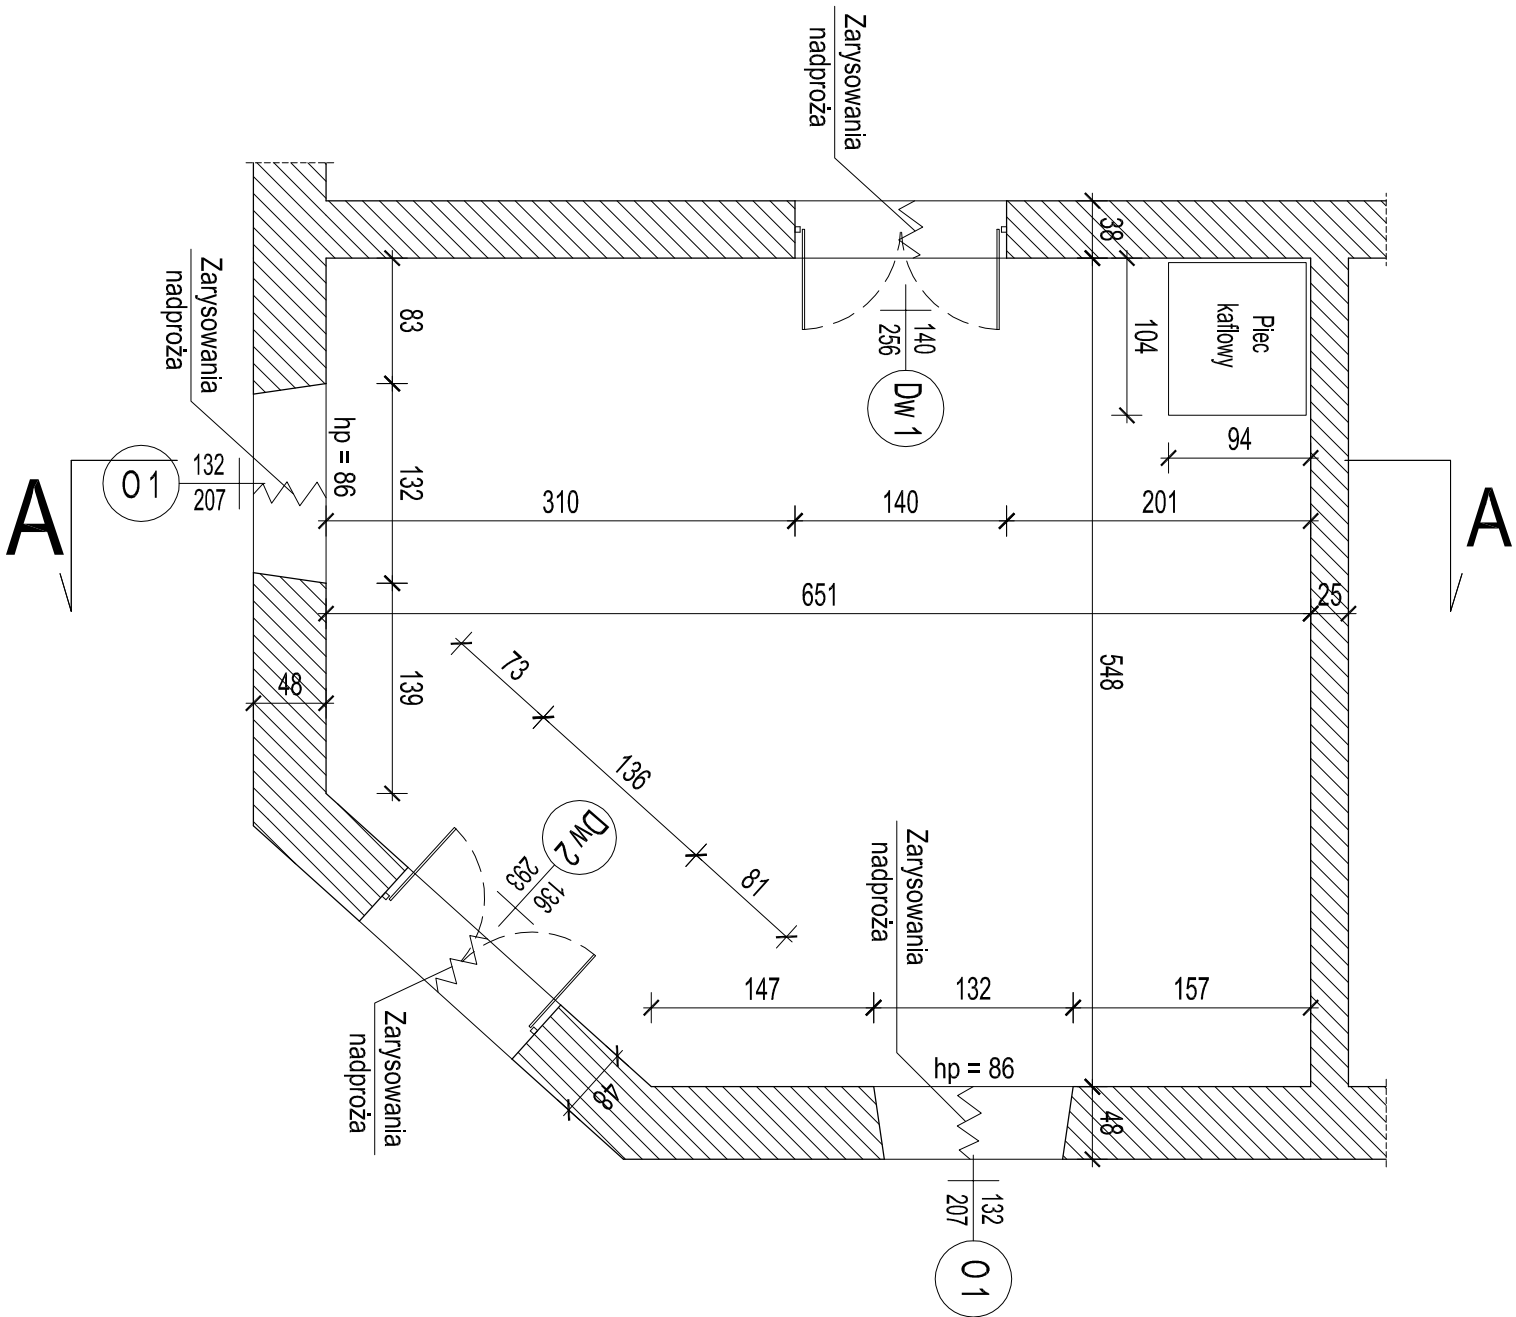 Zarysowania
nadproża
38
Piec
kaflowy
104
94
140
256
Dw 1
83
Zarysowania
nadproża
hp = 86
132
132
207
O1
A
A
310
140
201
651
25
548
48
139
73
136
81
Dw 2
136
293
Zarysowania
nadproża
Zarysowania
nadproża
147
132
157
hp = 86
48
48
132
207
O1